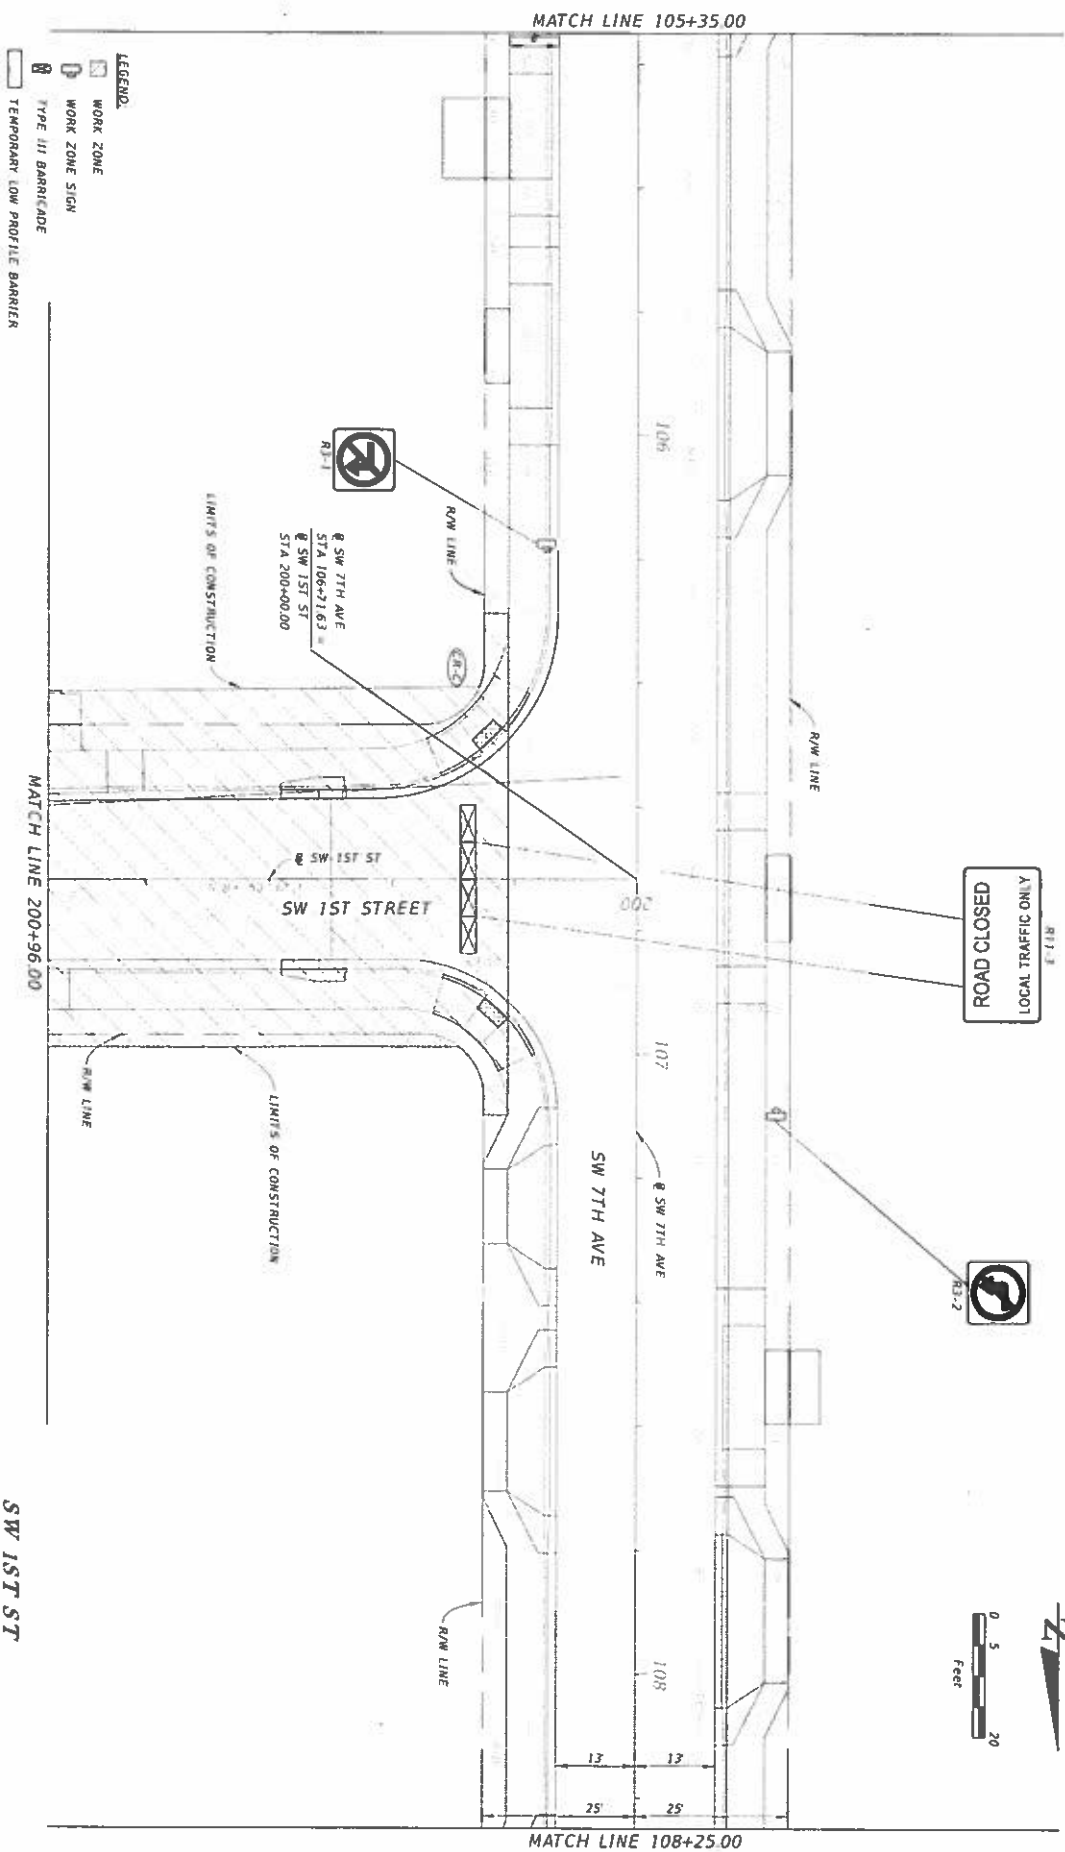 MATCH LINE 105+35.00
LEGEND:
WORK ZONE
WORK ZONE SIGN
TYPE III BARRICADE
TEMPORARY LOW PROFILE BARRIER
106
R3-1
R/W LINE
LIMITS OF CONSTRUCTION
SW 7TH AVE
STA 106+71.63 =
SW 1ST ST
STA 200+00.00
CR-C
R/W LINE
R11-3
ROAD CLOSED
LOCAL TRAFFIC ONLY
SW 1ST ST
SW 1ST STREET
200
MATCH LINE 200+96.00
R/W LINE
LIMITS OF CONSTRUCTION
107
SW 7TH AVE
SW 7TH AVE
R3-2
108
R/W LINE
0 5 20
Feet
N
13'
13'
25'
25'
MATCH LINE 108+25.00
SW 1ST ST